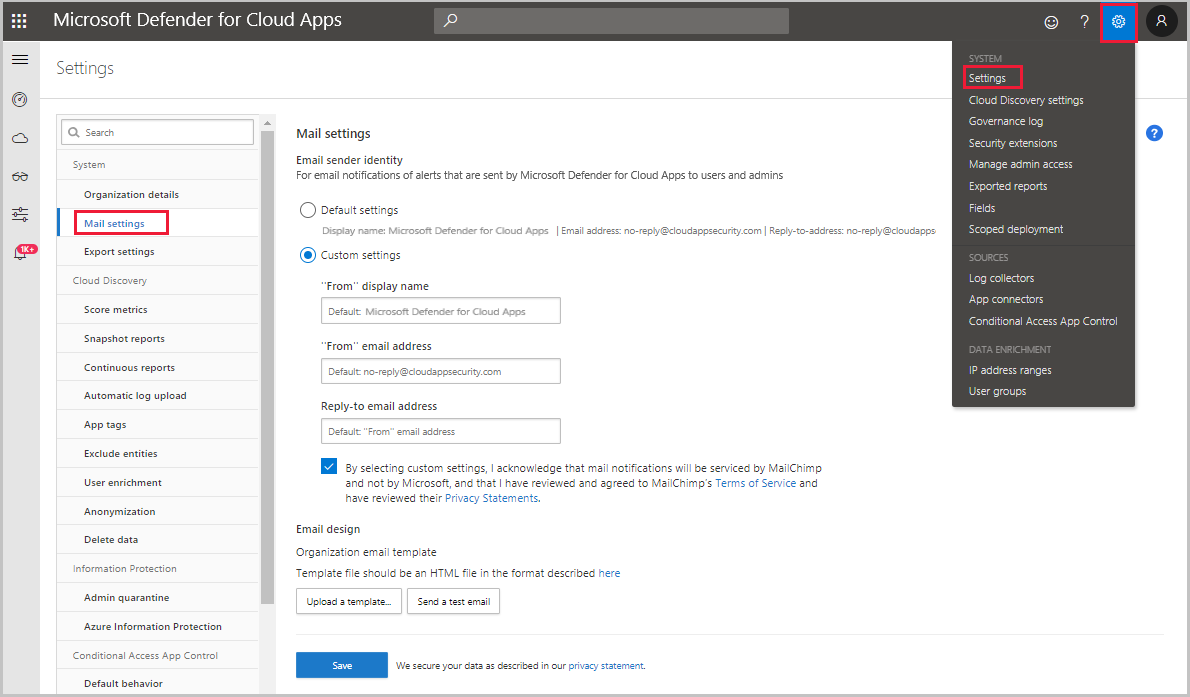 Microsoft Defender for Cloud Apps
?
Settings
1K+
Search
System
Organization details
Mail settings
Export settings
Cloud Discovery
Score metrics
Snapshot reports
Continuous reports
Automatic log upload
App tags
Exclude entities
User enrichment
Anonymization
Delete data
Information Protection
Admin quarantine
Azure Information Protection
Conditional Access App Control
Default behavior
Mail settings
Email sender identity
For email notifications of alerts that are sent by Microsoft Defender for Cloud Apps to users and admins
Default settings
Display name: Microsoft Defender for Cloud Apps | Email address: no-reply@cloudappsecurity.com | Reply-to-address: no-reply@cloudapps
Custom settings
"From" display name
Default: Microsoft Defender for Cloud Apps
"From" email address
Default: no-reply@cloudappsecurity.com
Reply-to email address
Default: "From" email address
By selecting custom settings, I acknowledge that mail notifications will be serviced by MailChimp
and not by Microsoft, and that I have reviewed and agreed to MailChimp's Terms of Service and
have reviewed their Privacy Statements.
Email design
Organization email template
Template file should be an HTML file in the format described here
Upload a template... Send a test email
Save We secure your data as described in our privacy statement.
SYSTEM
Settings
Cloud Discovery settings
Governance log
Security extensions
Manage admin access
Exported reports
Fields
Scoped deployment
SOURCES
Log collectors
App connectors
Conditional Access App Control
DATA ENRICHMENT
IP address ranges
User groups
?